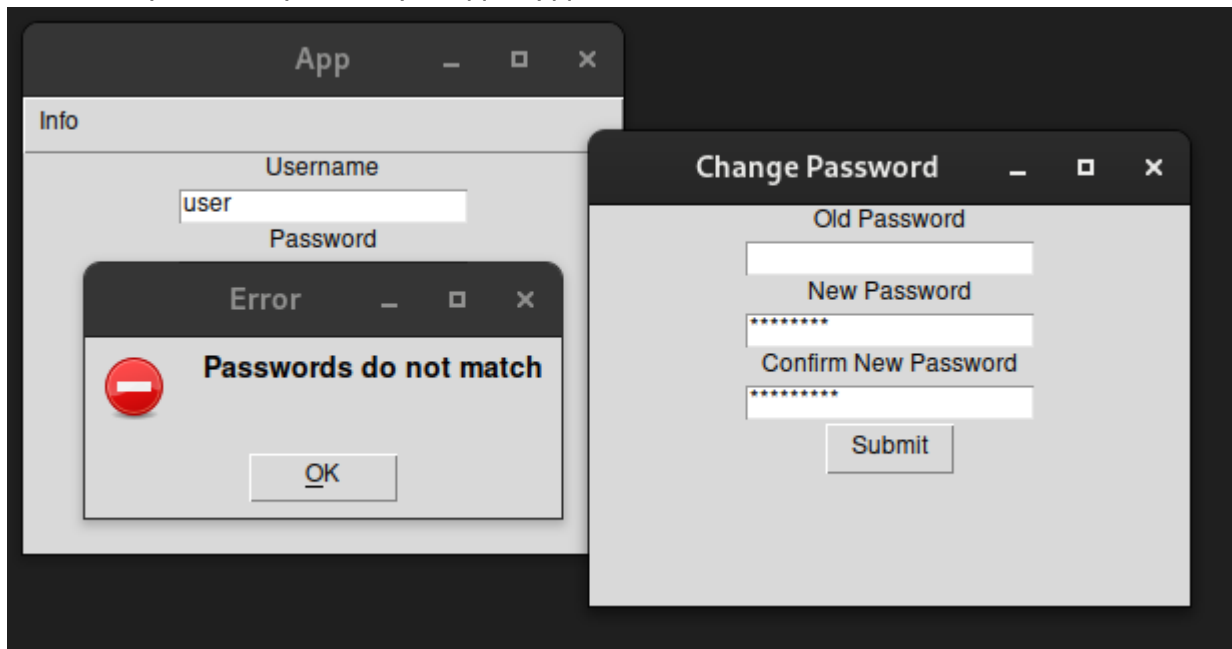 App
Info
Username
user
Password
Error
Passwords do not match
OK
Change Password
Old Password
New Password
********
Confirm New Password
*********
Submit